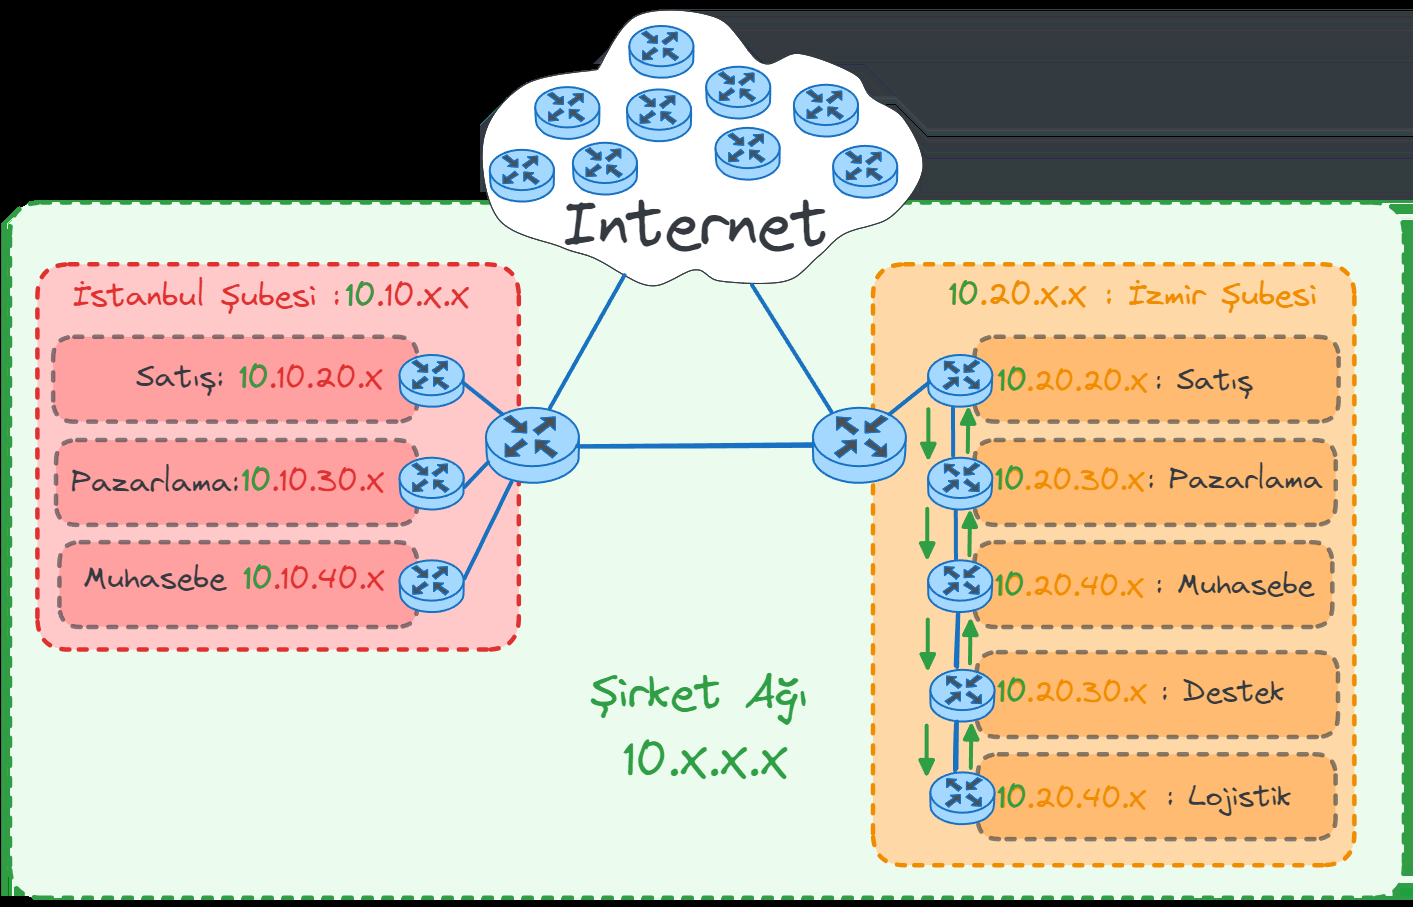 Internet
İstanbul Şubesi :10.10.x.x
Satış: 10.10.20.x
Pazarlama:10.10.30.x
Muhasebe 10.10.40.x
10.20.x.x : İzmir Şubesi
10.20.20.x : Satış
10.20.30.x: Pazarlama
10.20.40.x : Muhasebe
10.20.30.x : Destek
10.20.40.x : Lojistik
Şirket Ağı
10.x.x.x